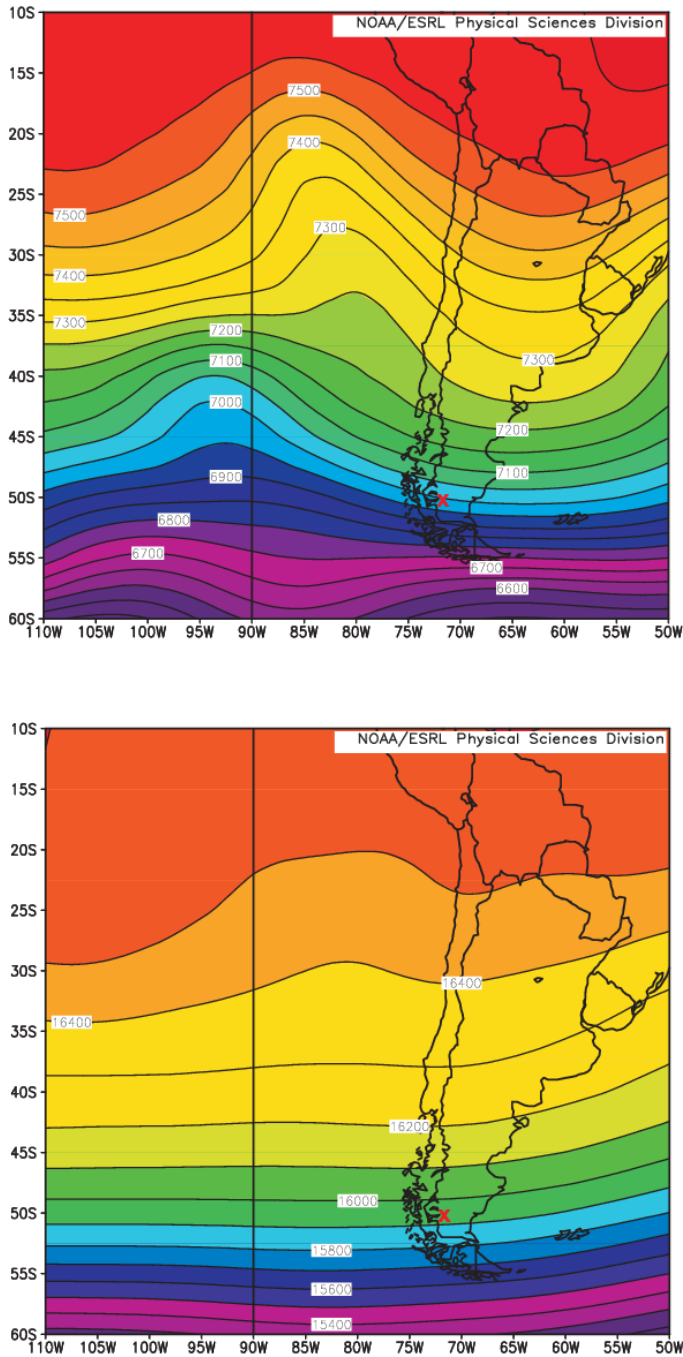 10S
NOAA/ESRL Physical Sciences Division
15S
7500
20S
7400
25S
7500
7300
30S
7400
35S
7300
7200
7300
7100
40S
7000
7200
45S
7100
6900
50S
X
6800
55S
6700
6700
6600
60S
110W 105W 100W 95W 90W 85W 80W 75W 70W 65W 60W 55W 50W
10S
NOAA/ESRL Physical Sciences Division
15S
20S
25S
30S
16400
16400
35S
40S
16200
45S
16000
50S
X
15800
55S
15600
15400
60S
110W 105W 100W 95W 90W 85W 80W 75W 70W 65W 60W 55W 50W